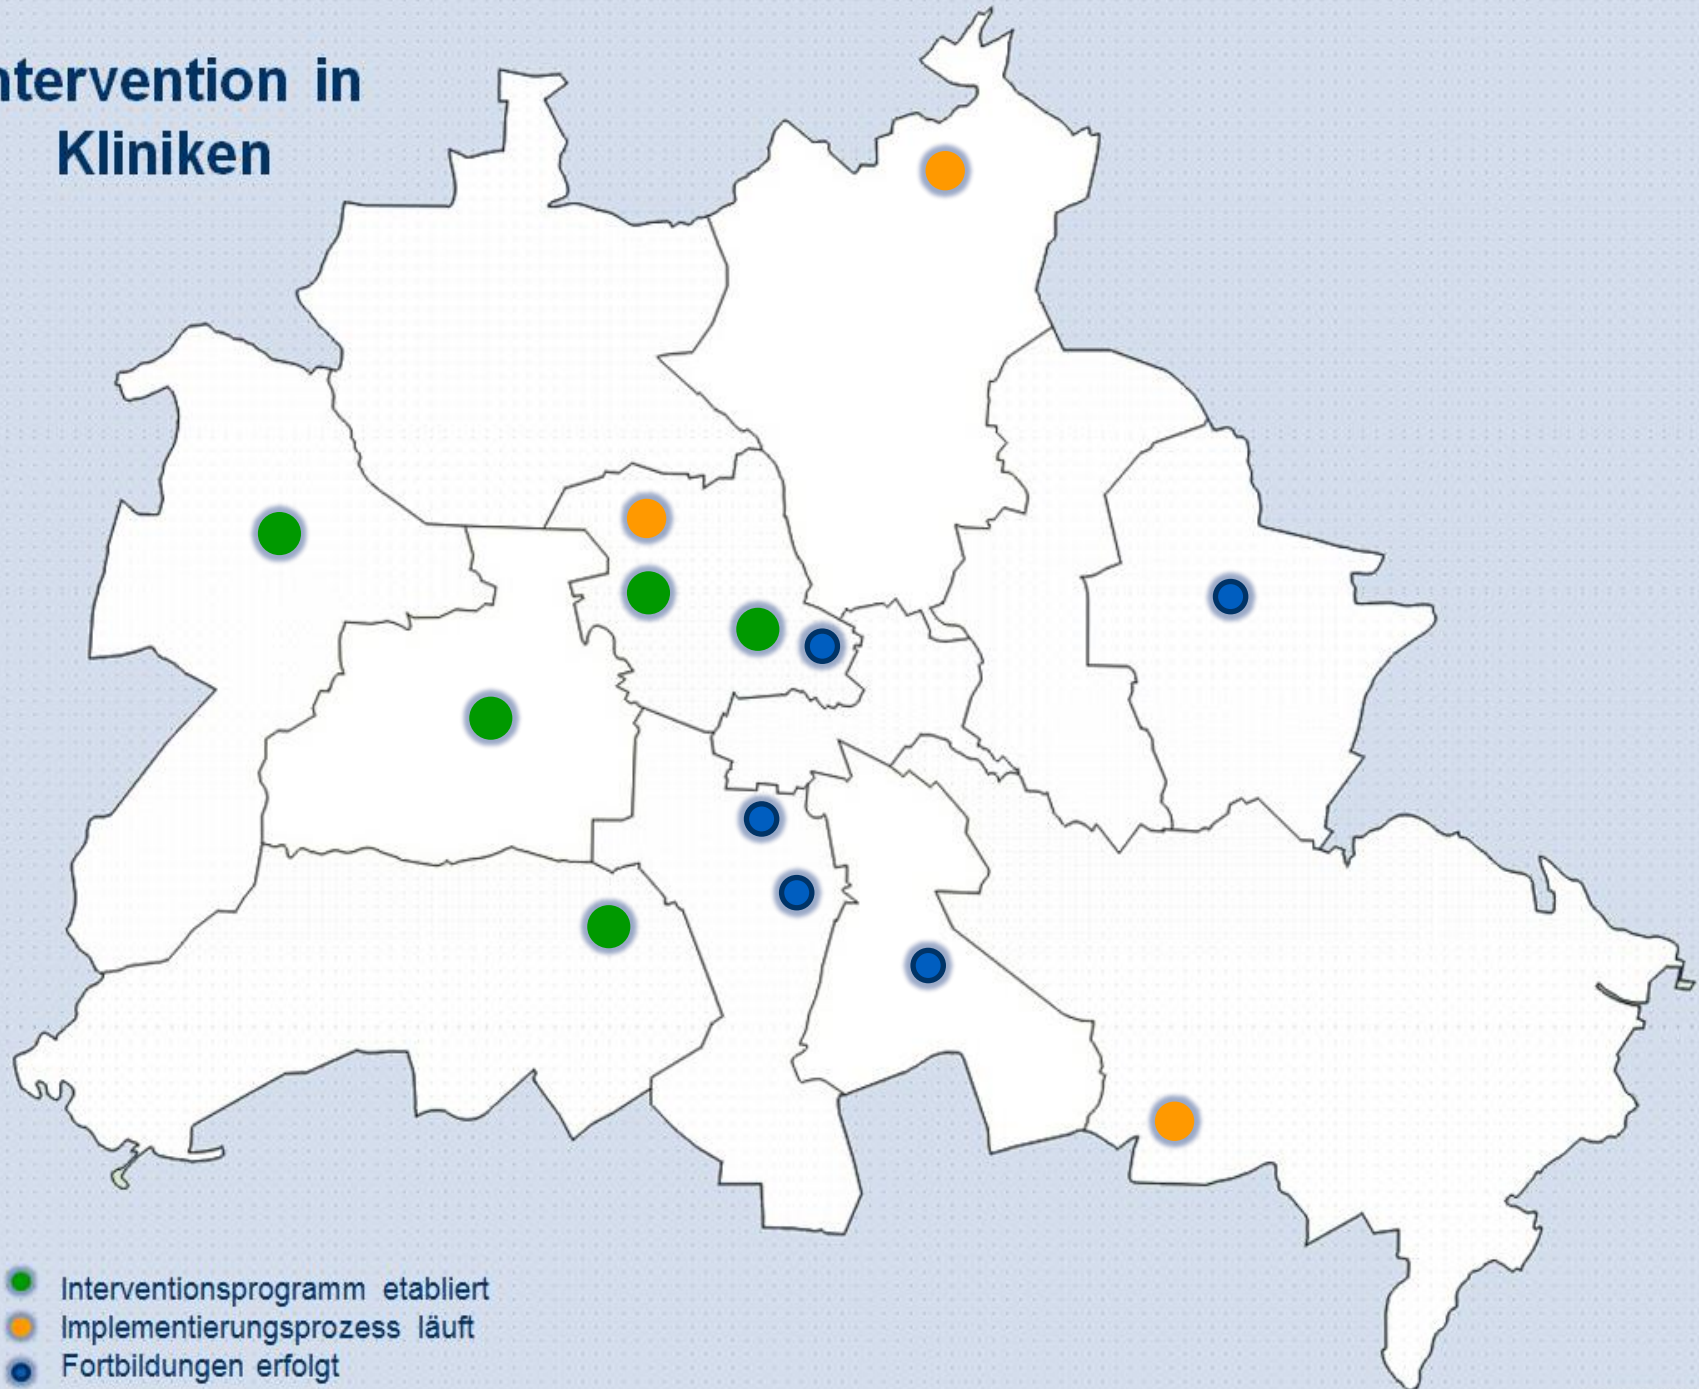 ntervention in
Kliniken
Interventionsprogramm etabliert
Implementierungsprozess läuft
Fortbildungen erfolgt